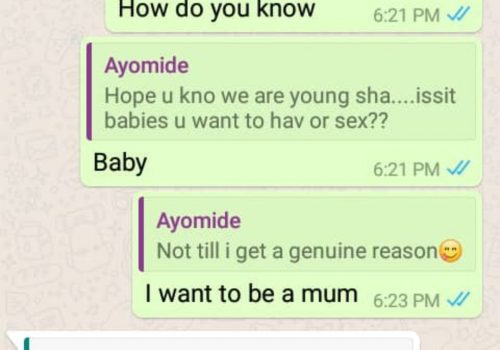 How do you know
6:21 PM
Ayomide
Hope u kno we are young sha....issit
babies u want to hav or sex??
Baby
6:21 PM
Ayomide
Not till i get a genuine reason😋
I want to be a mum
6:23 PM